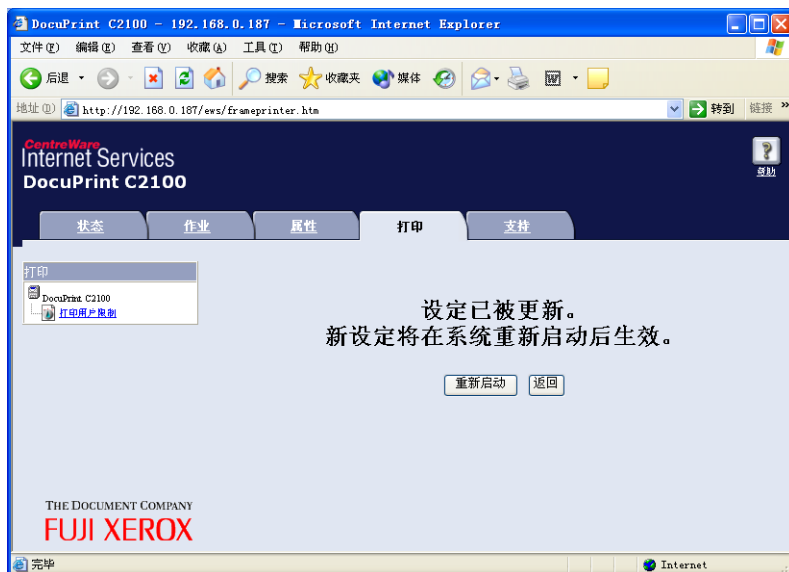 DocuPrint C2100 - 192.168.0.187 - Microsoft Internet Explorer
文件(F) 编辑(E) 查看(V) 收藏(A) 工具(T) 帮助(H)
后退 搜索 收藏夹 媒体
地址(D) http://192.168.0.187/ews/frameprinter.htm 转到 链接 »
CentreWare
Internet Services
DocuPrint C2100
帮助
状态 作业 属性 打印 支持
打印
DocuPrint C2100
打印用户限制
设定已被更新。
新设定将在系统重新启动后生效。
重新启动 返回
THE DOCUMENT COMPANY
FUJI XEROX
完毕 Internet